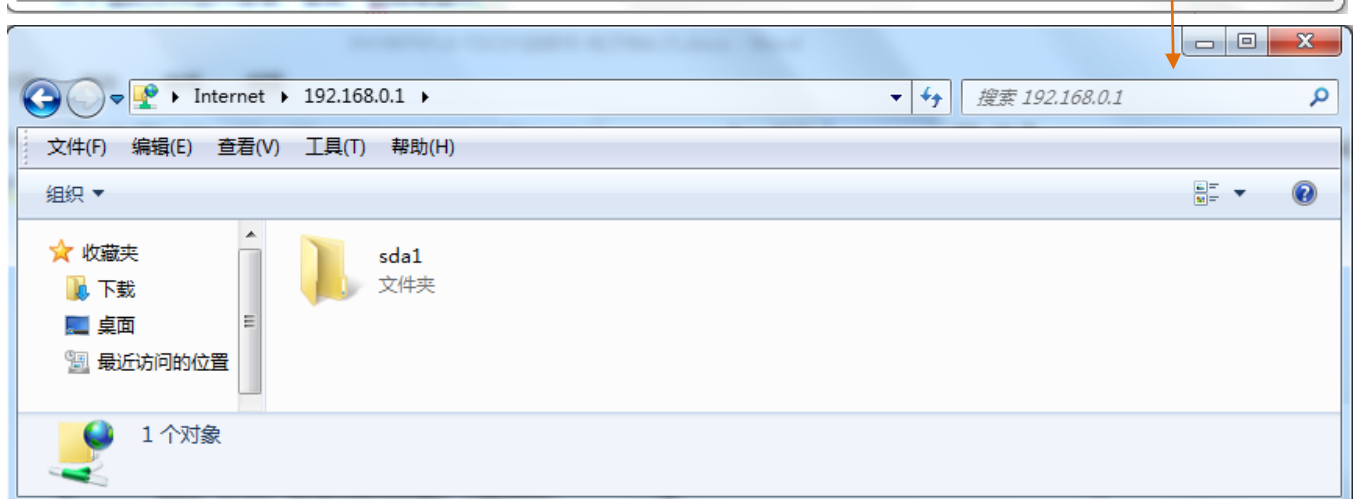 Internet 192.168.0.1
搜索 192.168.0.1
文件(F) 编辑(E) 查看(V) 工具(T) 帮助(H)
组织
收藏夹
下载
桌面
最近访问的位置
sda1
文件夹
1 个对象